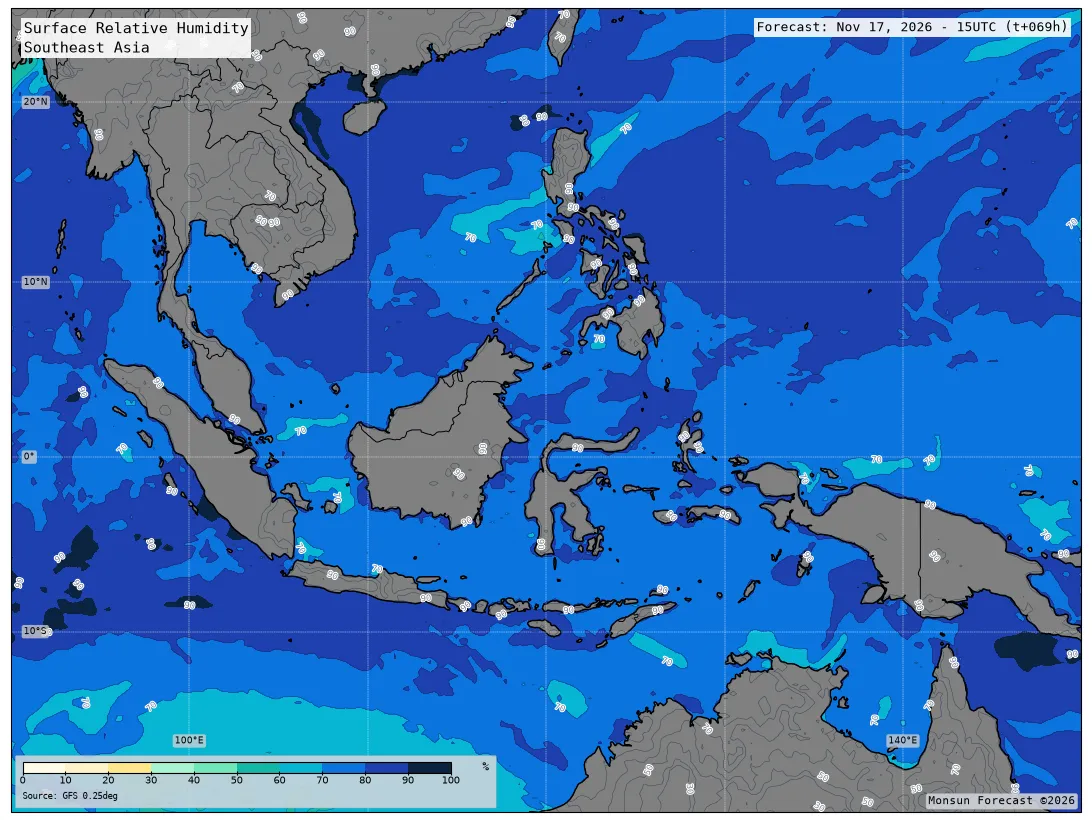 Surface Relative Humidity
Southeast Asia
Forecast: Nov 17, 2026 - 15UTC (t+069h)
20°N
10°N
0°
10°S
100°E
140°E
0 10 20 30 40 50 60 70 80 90 100
%
Source: GFS 0.25deg
Monsun Forecast ©2026